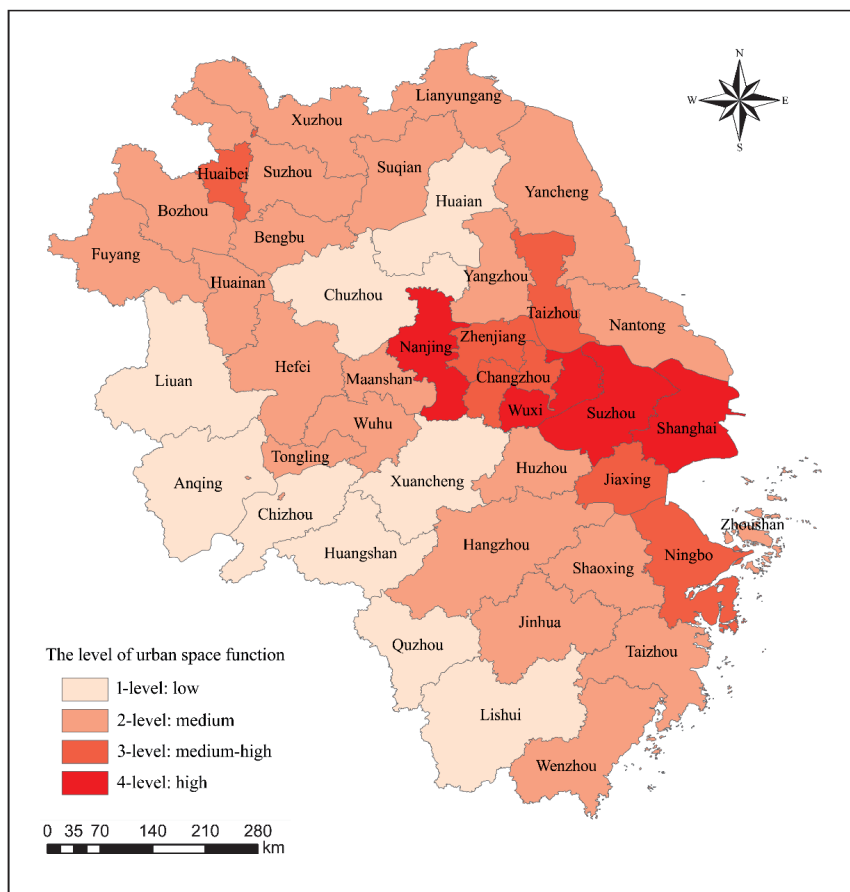 N
W
E
S
Lianyungang
Xuzhou
Huaibei
Suzhou
Suqian
Huaian
Yancheng
Bozhou
Bengbu
Fuyang
Huainan
Yangzhou
Chuzhou
Taizhou
Nantong
Nanjing
Zhenjiang
Hefei
Liuan
Maanshan
Changzhou
Wuxi
Suzhou
Shanghai
Wuhu
Tongling
Huzhou
Jiaxing
Anqing
Xuancheng
Chizhou
Zhoushan
Huangshan
Hangzhou
Ningbo
Shaoxing
Jinhua
Quzhou
Taizhou
Lishui
Wenzhou
The level of urban space function
1-level: low
2-level: medium
3-level: medium-high
4-level: high
0 35 70 140 210 280
km